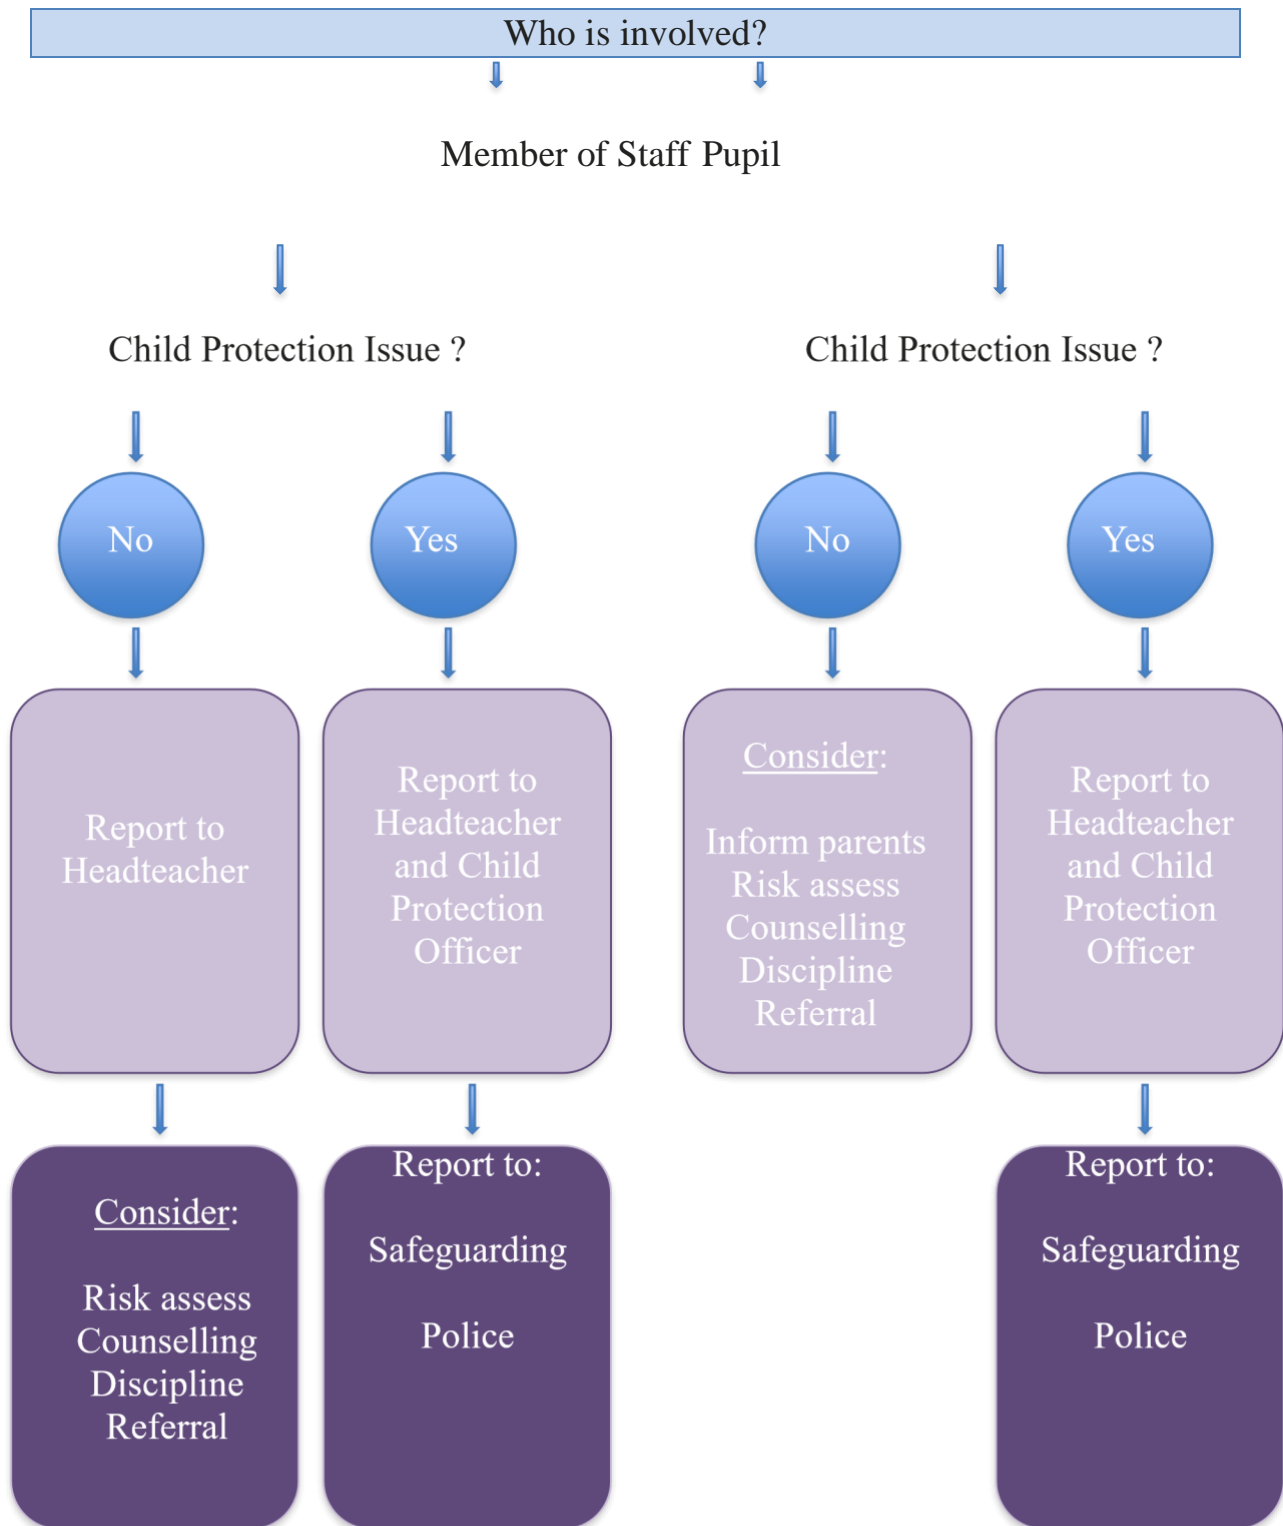 Who is involved?
Member of Staff Pupil
Child Protection Issue ?
Child Protection Issue ?
No
Yes
No
Yes
Report to
Headteacher
Report to
Headteacher
and Child
Protection
Officer
Consider:
Inform parents
Risk assess
Counselling
Discipline
Referral
Report to
Headteacher
and Child
Protection
Officer
Consider:
Risk assess
Counselling
Discipline
Referral
Report to:
Safeguarding
Police
Report to:
Safeguarding
Police